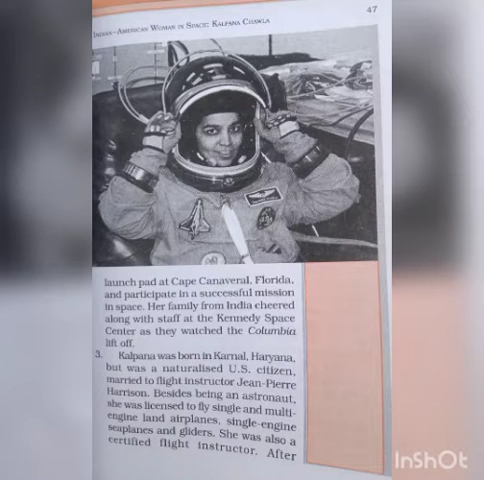 47
INDIAN–AMERICAN WOMAN IN SPACE: KALPANA CHAWLA
launch pad at Cape Canaveral, Florida,
and participate in a successful mission
in space. Her family from India cheered
along with staff at the Kennedy Space
Center as they watched the Columbia
lift off.
3. Kalpana was born in Karnal, Haryana,
but was a naturalised U.S. citizen,
married to flight instructor Jean-Pierre
Harrison. Besides being an astronaut,
she was licensed to fly single and multi-
engine land airplanes, single-engine
seaplanes and gliders. She was also a
certified flight instructor. After
InShOt